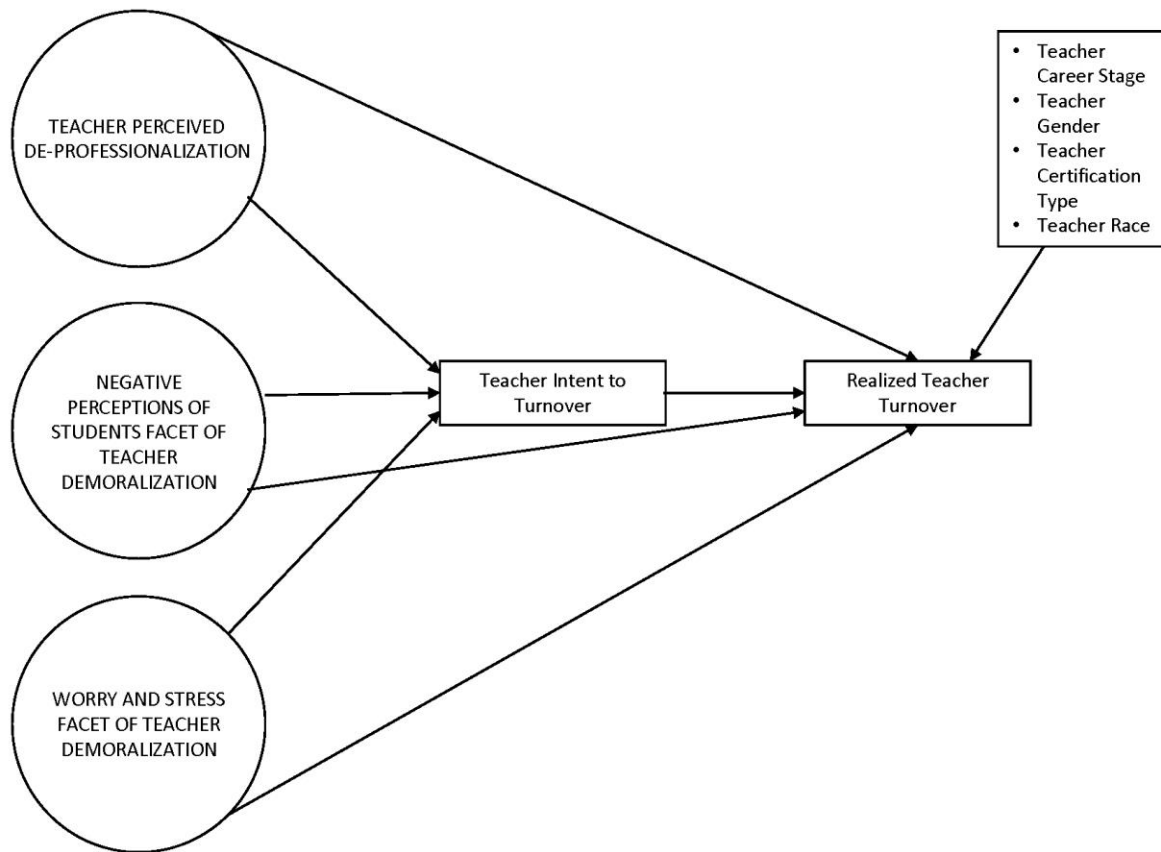 TEACHER PERCEIVED
DE-PROFESSIONALIZATION
• Teacher
Career Stage
• Teacher
Gender
• Teacher
Certification
Type
• Teacher Race
NEGATIVE
PERCEPTIONS OF
STUDENTS FACET OF
TEACHER
DEMORALIZATION
Teacher Intent to
Turnover
Realized Teacher
Turnover
WORRY AND STRESS
FACET OF TEACHER
DEMORALIZATION